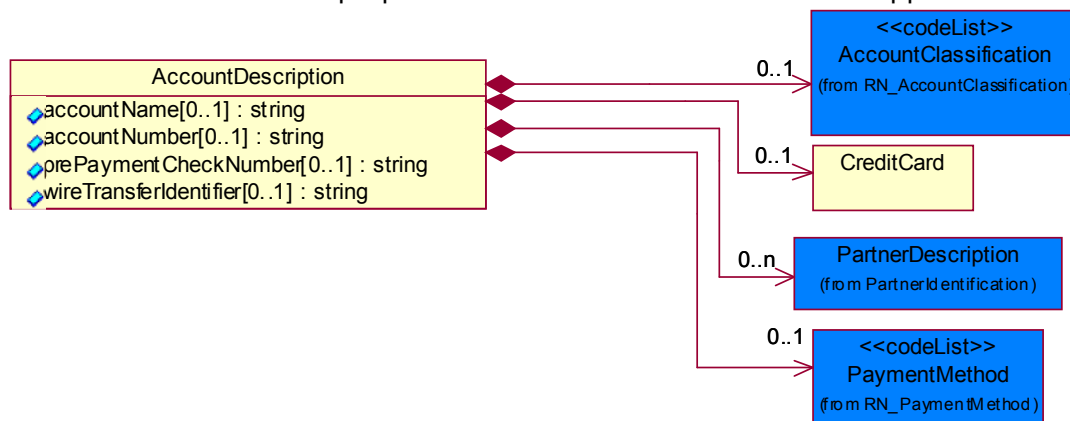 AccountDescription
accountName[0..1] : string
accountNumber[0..1] : string
prePaymentCheckNumber[0..1] : string
wireTransferIdentifier[0..1] : string
0..1
<<codeList>>
AccountClassification
(from RN_AccountClassification)
0..1
CreditCard
0..n
PartnerDescription
(from PartnerIdentification)
0..1
<<codeList>>
PaymentMethod
(from RN_PaymentMethod)